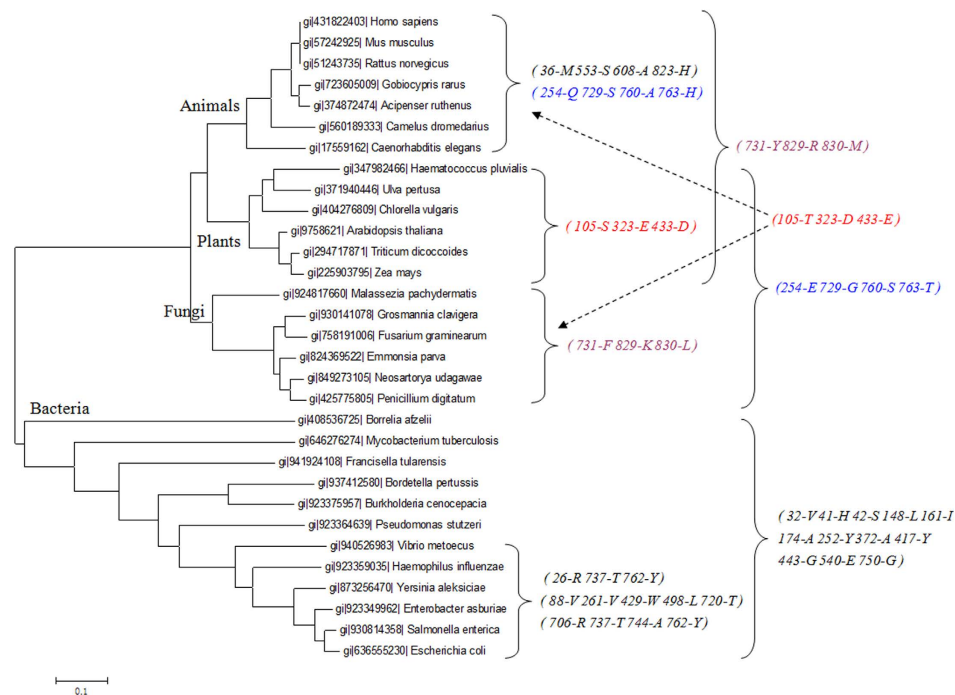 gi|431822403| Homo sapiens
gi|57242925| Mus musculus
gi|51243735| Rattus norvegicus
gi|723605009| Gobiocypris rarus
gi|374872474| Acipenser ruthenus
gi|560189333| Camelus dromedarius
gi|17559162| Caenorhabditis elegans
Animals
(36-M 553-S 608-A 823-H)
(254-Q 729-S 760-A 763-H)
(731-Y 829-R 830-M)
gi|347982466| Haematococcus pluvialis
gi|371940446| Ulva pertusa
gi|404276809| Chlorella vulgaris
gi|9758621| Arabidopsis thaliana
gi|294717871| Triticum dicoccoides
gi|225903795| Zea mays
Plants
(105-S 323-E 433-D)
(105-T 323-D 433-E)
(254-E 729-G 760-S 763-T)
Fungi
gi|924817660| Malassezia pachydermatis
gi|930141078| Grosmannia clavigera
gi|758191006| Fusarium graminearum
gi|824369522| Emmonsia parva
gi|849273105| Neosartorya udagawae
gi|425775805| Penicillium digitatum
(731-F 829-K 830-L)
Bacteria
gi|408536725| Borrelia afzelii
gi|646276274| Mycobacterium tuberculosis
gi|941924108| Francisella tularensis
gi|937412580| Bordetella pertussis
gi|923375957| Burkholderia cenocepacia
gi|923364639| Pseudomonas stutzeri
gi|940526983| Vibrio metoecus
gi|923359035| Haemophilus influenzae
gi|873256470| Yersinia aleksiciae
gi|923349962| Enterobacter asburiae
gi|930814358| Salmonella enterica
gi|636555230| Escherichia coli
(26-R 737-T 762-Y)
(88-V 261-V 429-W 498-L 720-T)
(706-R 737-T 744-A 762-Y)
(32-V 41-H 42-S 148-L 161-I
174-A 252-Y 372-A 417-Y
443-G 540-E 750-G)
0.1